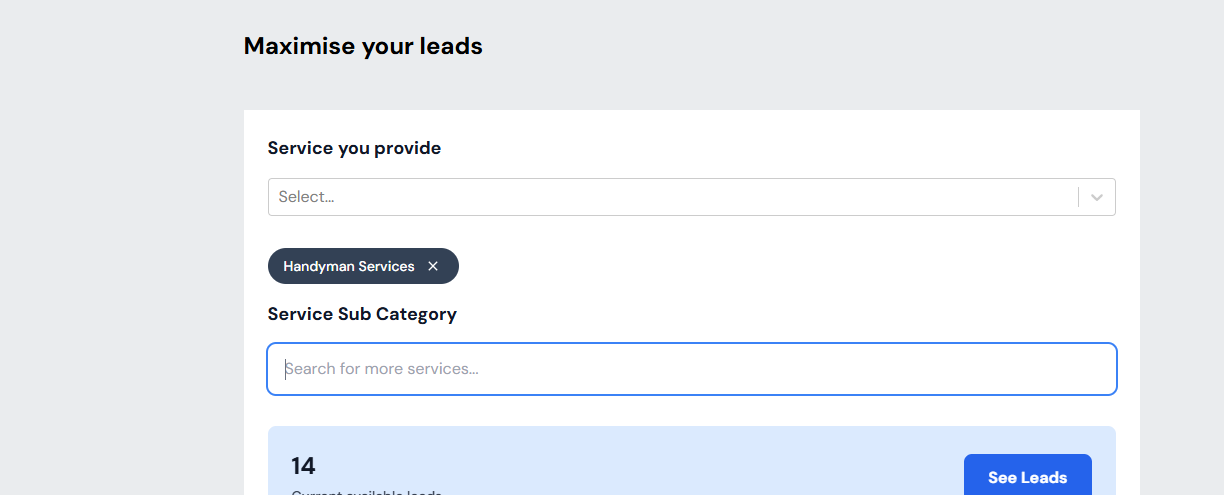 Maximise your leads
Service you provide
Select...
Handyman Services
Service Sub Category
Search for more services...
14
See Leads
Current available leads